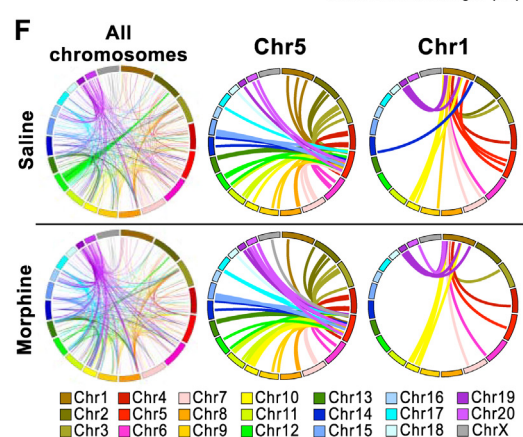 F
All
chromosomes
Chr5
Chr1
Saline
Morphine
Chr1 Chr4 Chr7 Chr10 Chr13 Chr16 Chr19
Chr2 Chr5 Chr8 Chr11 Chr14 Chr17 Chr20
Chr3 Chr6 Chr9 Chr12 Chr15 Chr18 ChrX